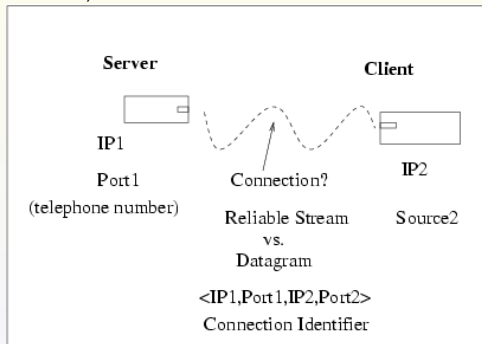 Server
Client
IP1
IP2
Port1
(telephone number)
Connection?
Source2
Reliable Stream
vs.
Datagram
<IP1,Port1,IP2,Port2>
Connection Identifier